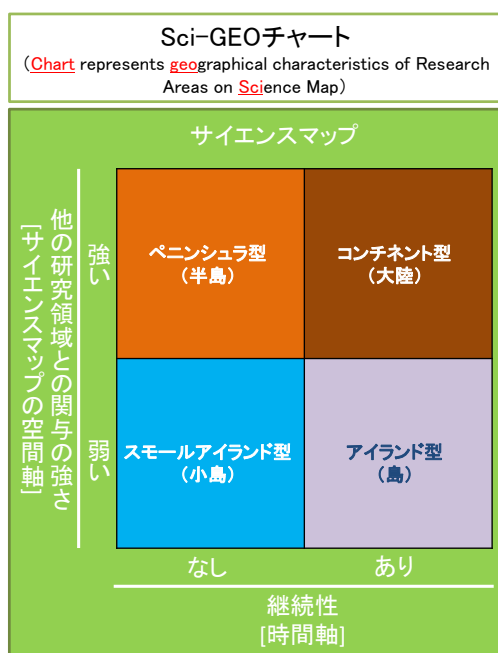 Sci-GEOチャート
（Chart represents geographical characteristics of Research
Areas on Science Map）
サイエンスマップ
他の研究領域との関与の強さ
[サイエンスマップの空間軸]
強い
ペニンシュラ型
（半島）
コンチネント型
（大陸）
弱い
スモールアイランド型
（小島）
アイランド型
（島）
なし
あり
継続性
[時間軸]